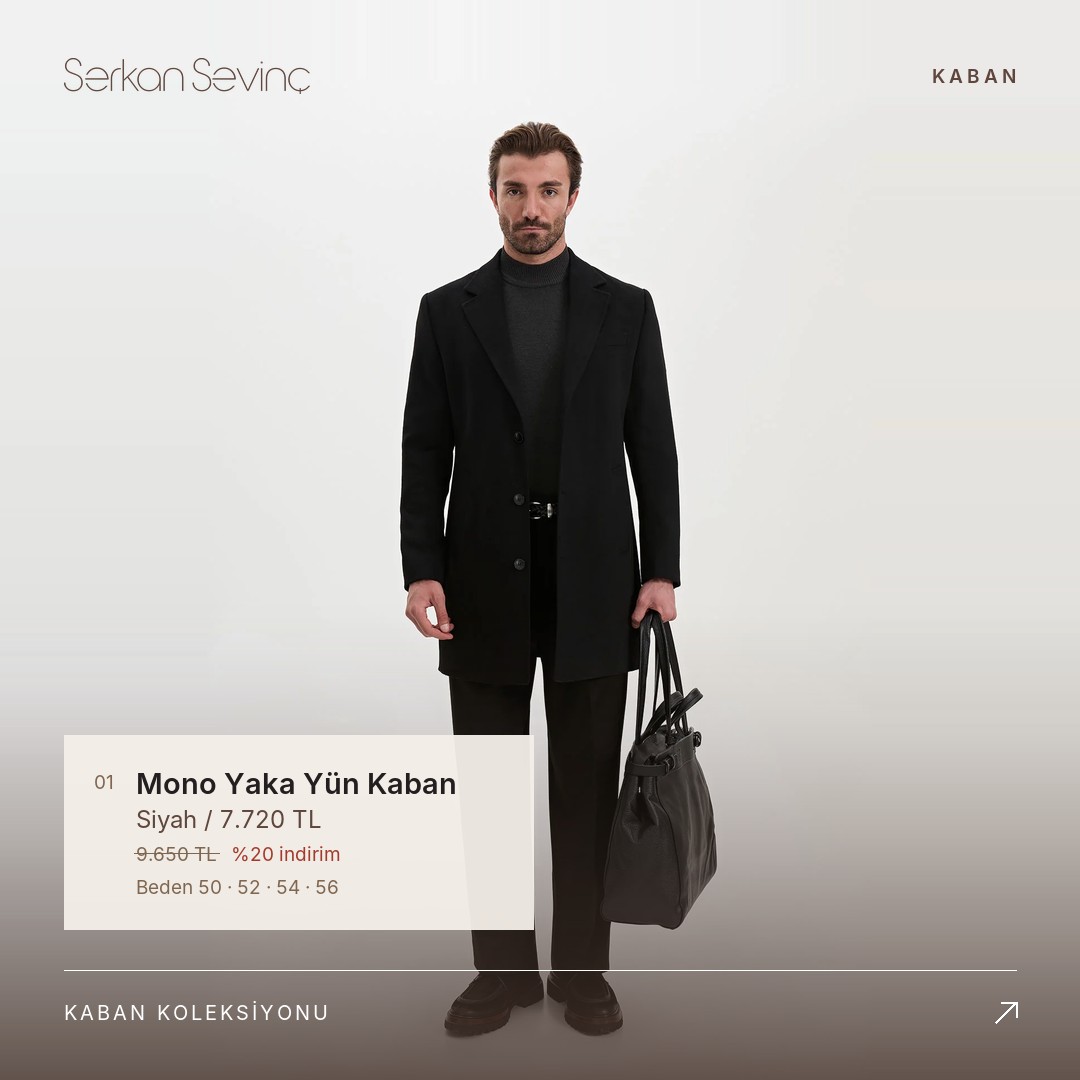 Serkan Sevinç
KABAN
01
Mono Yaka Yün Kaban
Siyah / 7.720 TL
9.650 TL %20 indirim
Beden 50 · 52 · 54 · 56
KABAN KOLEKSİYONU